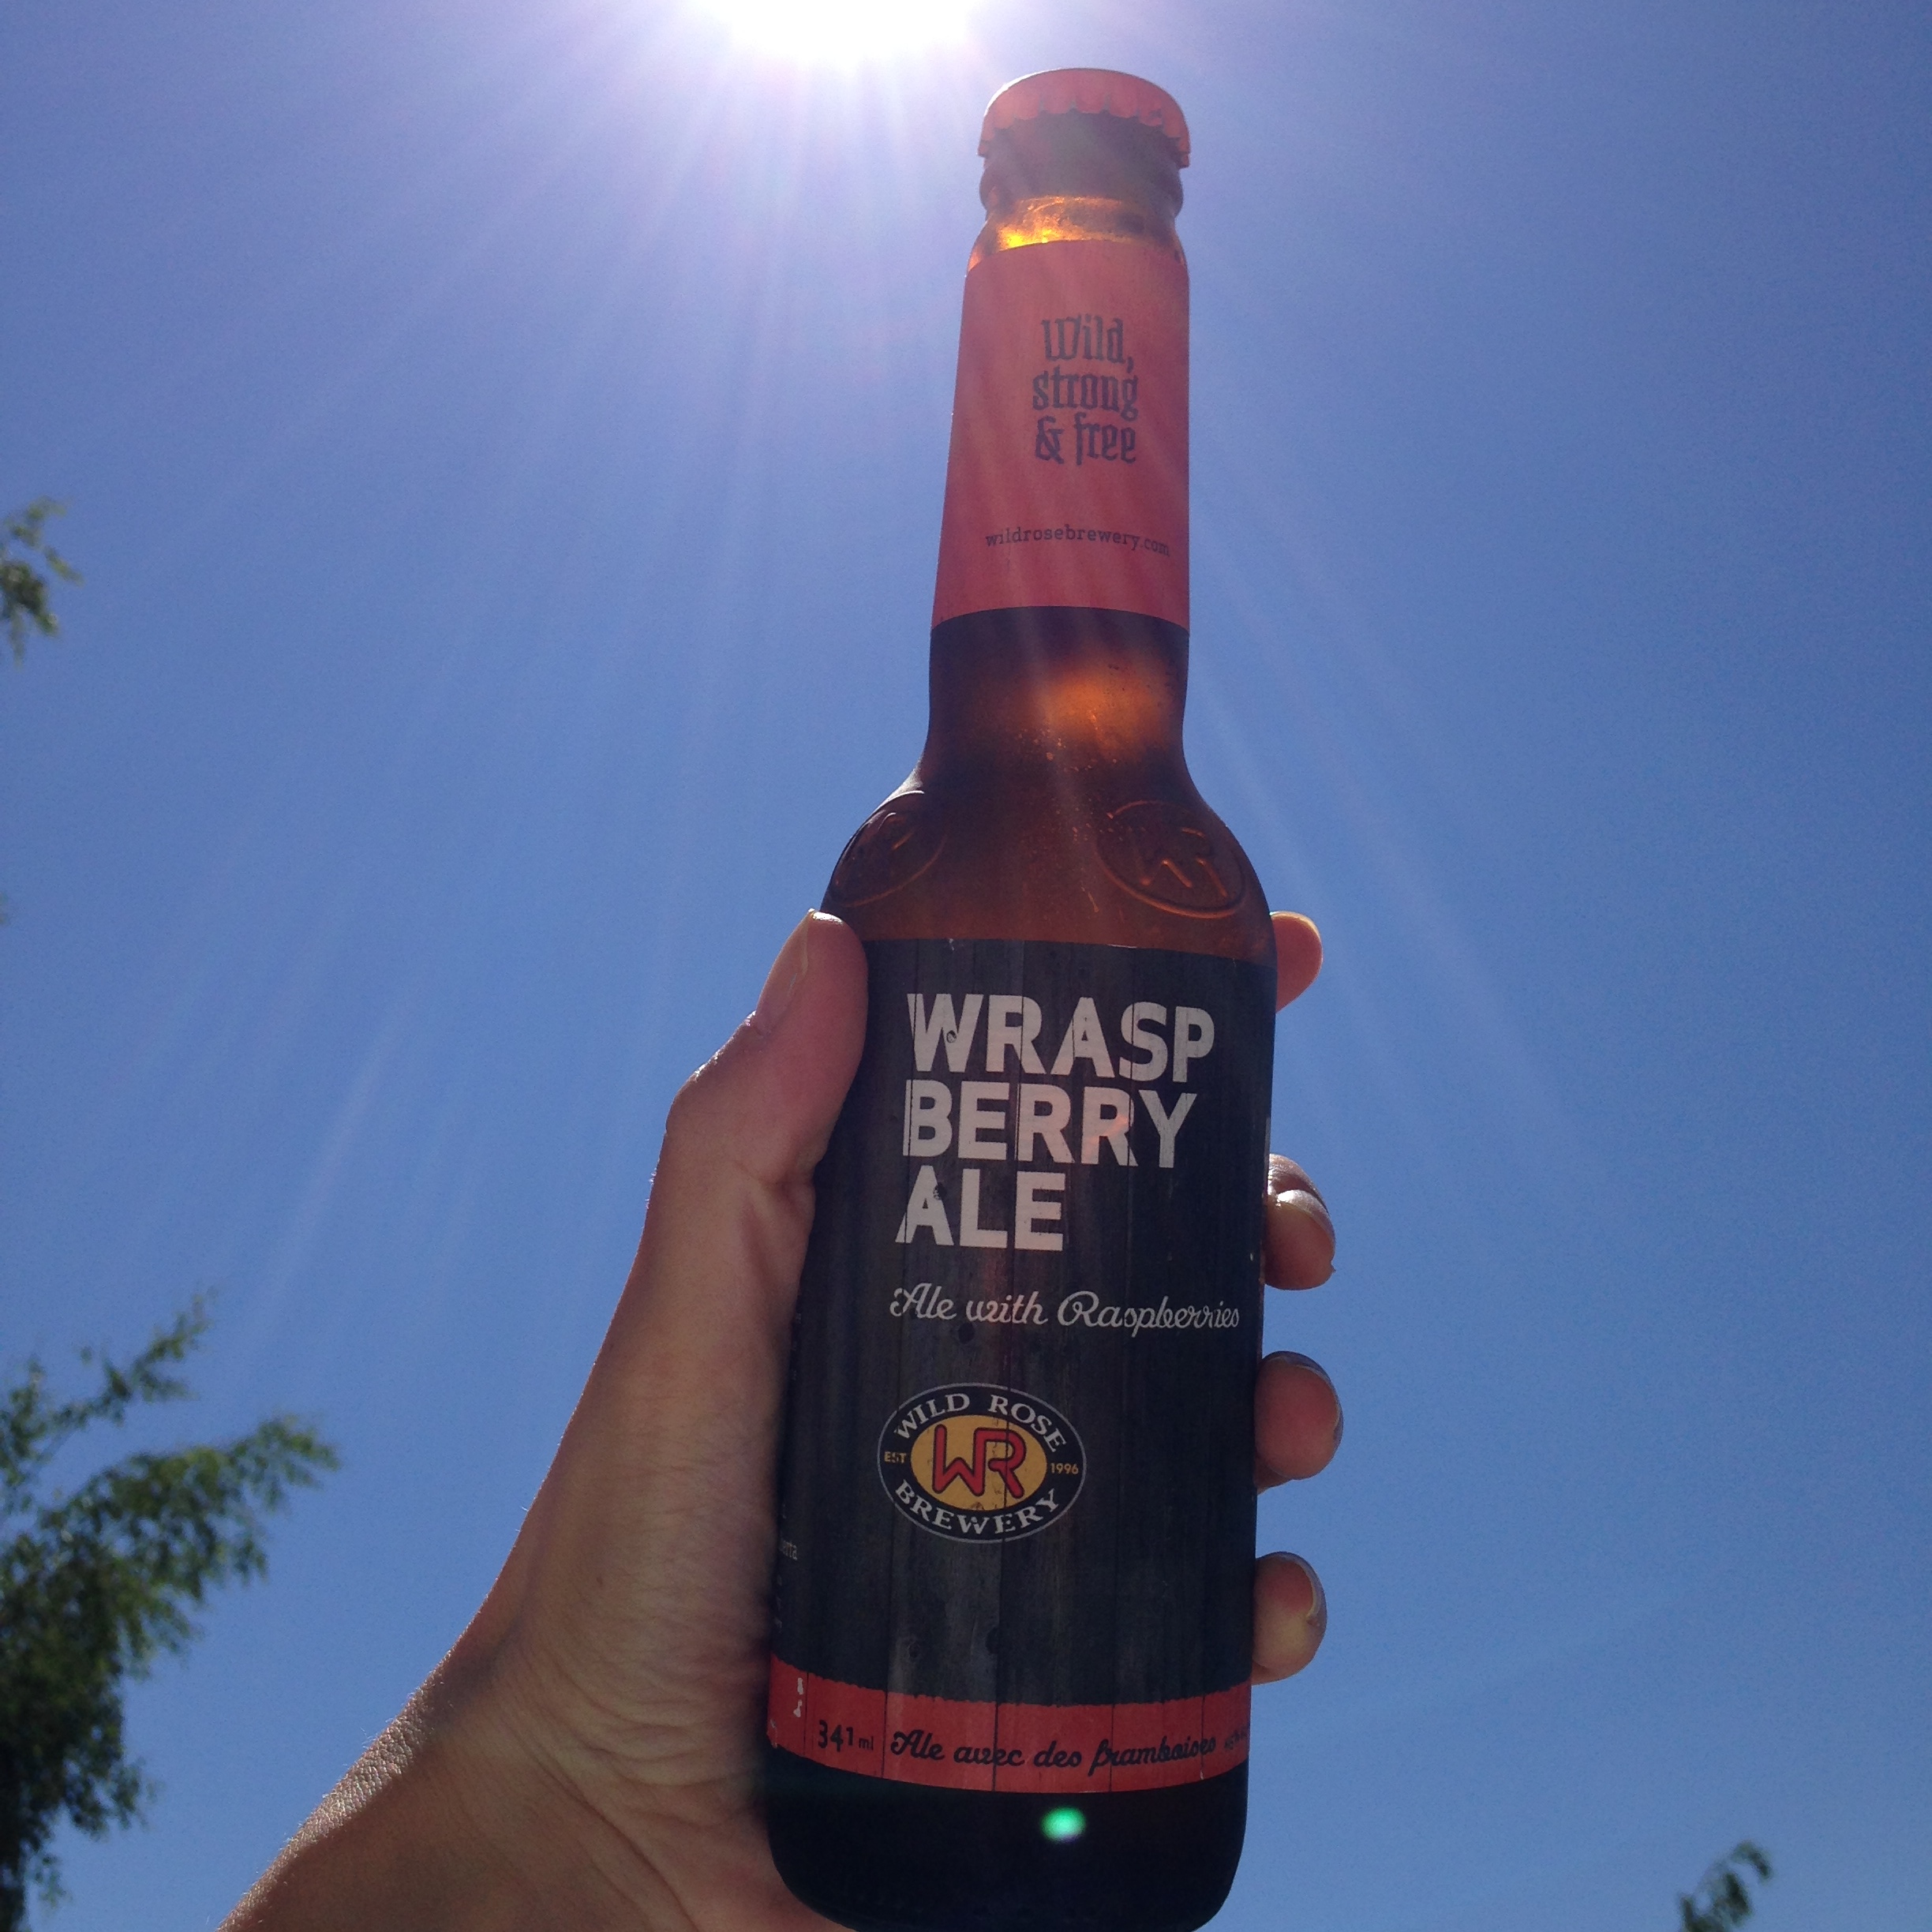 Wild,
strong
& free
wildrosebrewery.com
WR
WRASP
BERRY
ALE
Ale with Raspberries
WILD ROSE
EST WR 1996
BREWERY
341 ml Ale avec des framboises